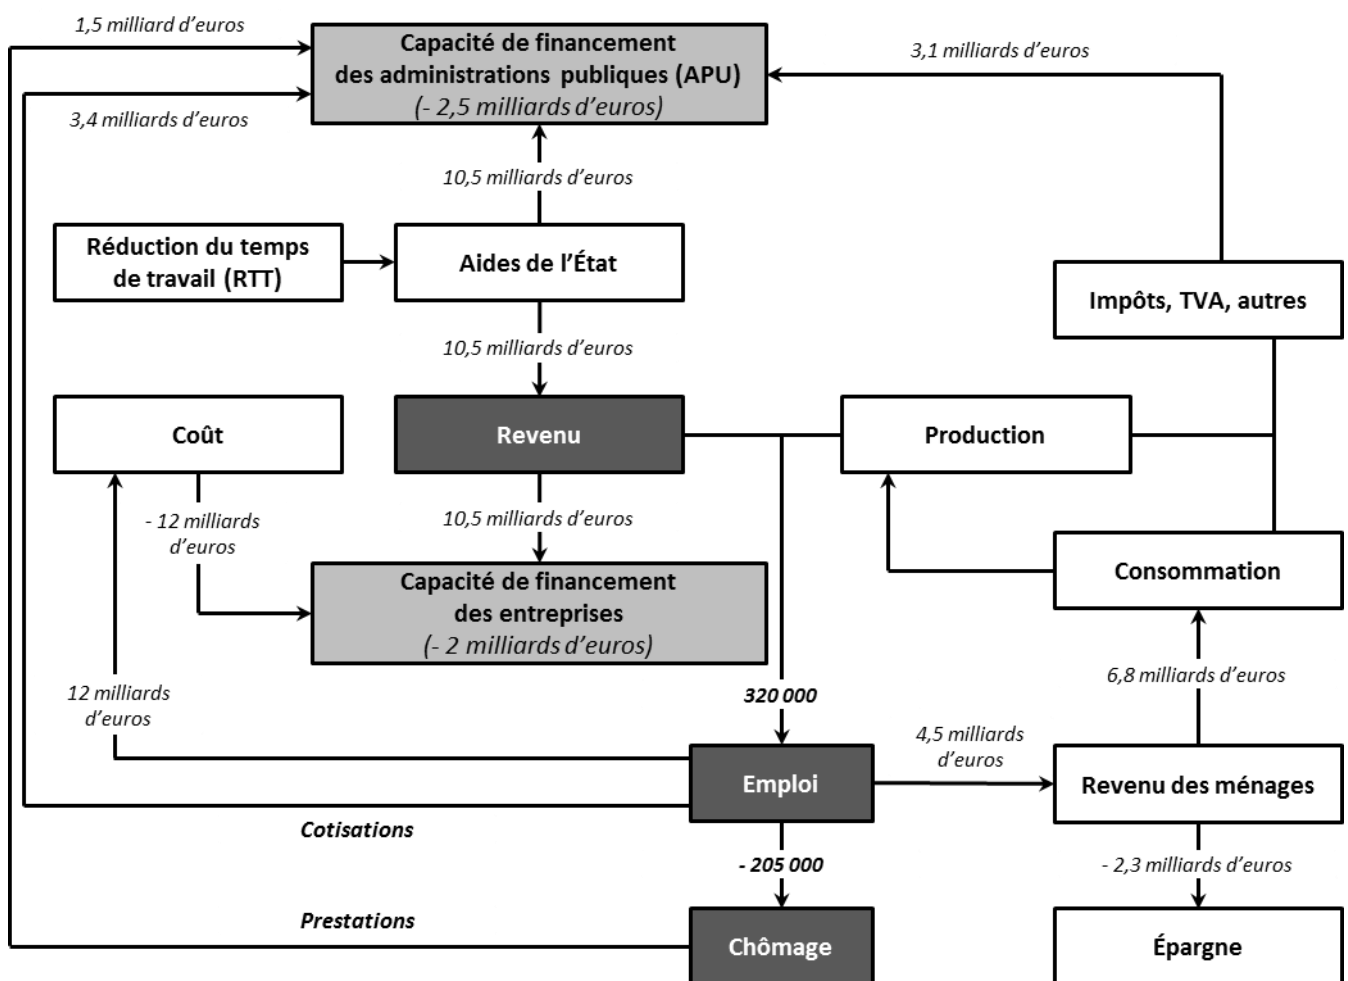 1,5 milliard d'euros
Capacité de financement
des administrations publiques (APU)
(- 2,5 milliards d'euros)
3,1 milliards d'euros
3,4 milliards d'euros
10,5 milliards d'euros
Réduction du temps
de travail (RTT)
Aides de l'État
Impôts, TVA, autres
10,5 milliards d'euros
Coût
Revenu
Production
- 12 milliards
d'euros
10,5 milliards d'euros
Capacité de financement
des entreprises
(- 2 milliards d'euros)
Consommation
12 milliards
d'euros
320 000
6,8 milliards d'euros
4,5 milliards
d'euros
Emploi
Revenu des ménages
Cotisations
- 205 000
- 2,3 milliards d'euros
Prestations
Chômage
Épargne